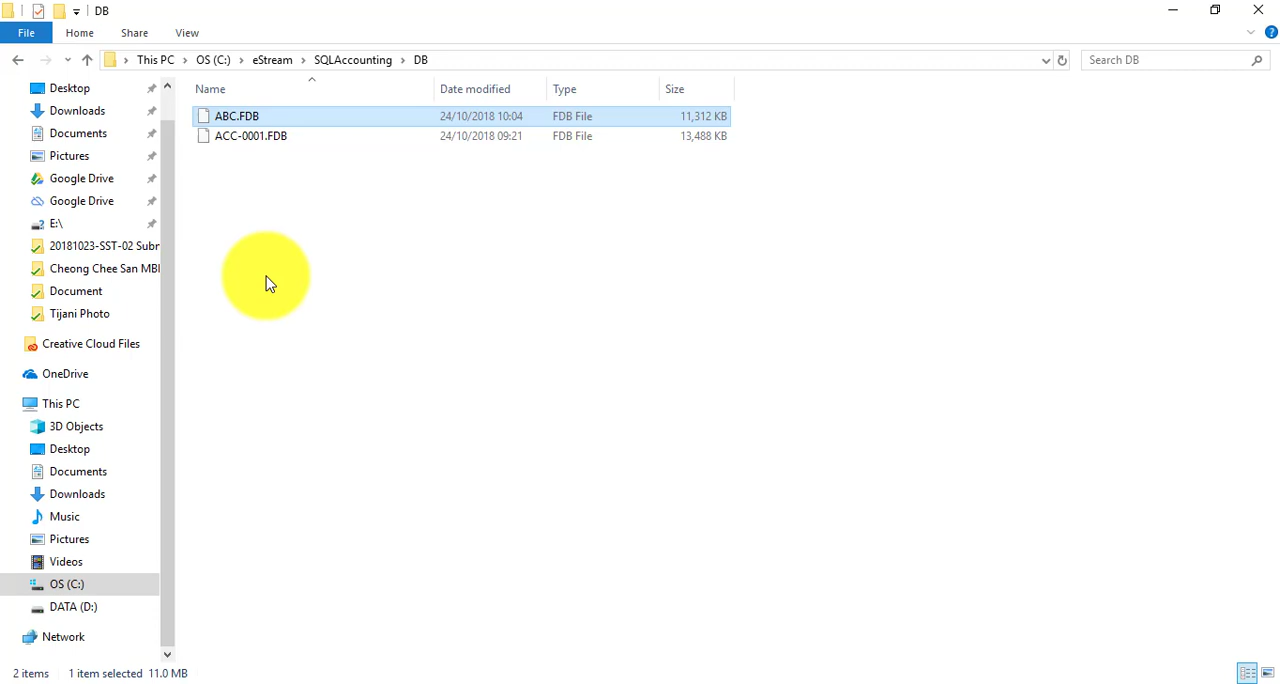 DB
File Home Share View
This PC OS (C:) eStream SQLAccounting DB Search DB
Name Date modified Type Size
ABC.FDB 24/10/2018 10:04 FDB File 11,312 KB
ACC-0001.FDB 24/10/2018 09:21 FDB File 13,488 KB
Desktop
Downloads
Documents
Pictures
Google Drive
Google Drive
E:\
20181023-SST-02 Subm
Cheong Chee San MBI
Document
Tijani Photo
Creative Cloud Files
OneDrive
This PC
3D Objects
Desktop
Documents
Downloads
Music
Pictures
Videos
OS (C:)
DATA (D:)
Network
2 items 1 item selected 11.0 MB